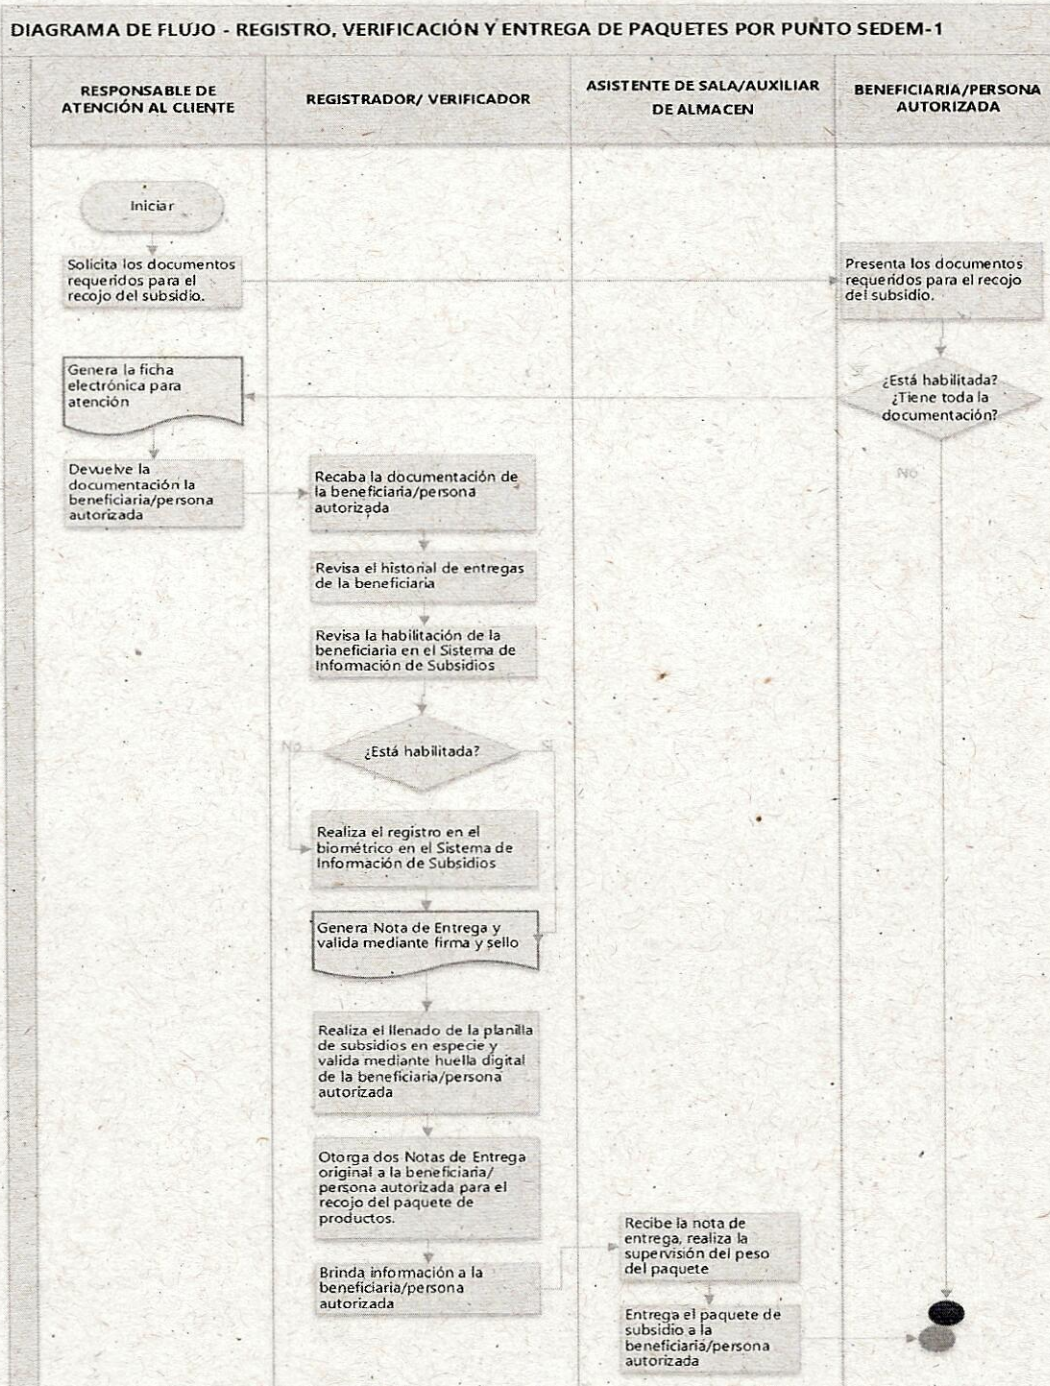 DIAGRAMA DE FLUJO - REGISTRO, VERIFICACIÓN Y ENTREGA DE PAQUETES POR PUNTO SEDEM-1
RESPONSABLE DE
ATENCIÓN AL CLIENTE
REGISTRADOR/ VERIFICADOR
ASISTENTE DE SALA/AUXILIAR
DE ALMACEN
BENEFICIARIA/PERSONA
AUTORIZADA
Iniciar
Solicita los documentos
requeridos para el
recojo del subsidio.
Presenta los documentos
requeridos para el recojo
del subsidio.
Genera la ficha
electrónica para
atención
SI
¿Está habilitada?
¿Tiene toda la
documentación?
No
Devuelve la
documentación la
beneficiaria/persona
autorizada
Recaba la documentación de
la beneficiaria/persona
autorizada
Revisa el historial de entregas
de la beneficiaria
Revisa la habilitación de la
beneficiaria en el Sistema de
Información de Subsidios
No
¿Está habilitada?
SI
Realiza el registro en el
biométrico en el Sistema de
Información de Subsidios
Genera Nota de Entrega y
valida mediante firma y sello
Realiza el llenado de la planilla
de subsidios en especie y
valida mediante huella digital
de la beneficiaria/persona
autorizada
Otorga dos Notas de Entrega
original a la beneficiaria/
persona autorizada para el
recojo del paquete de
productos.
Brinda información a la
beneficiaria/persona
autorizada
Recibe la nota de
entrega, realiza la
supervisión del peso
del paquete
Entrega el paquete de
subsidio a la
beneficiaria/persona
autorizada